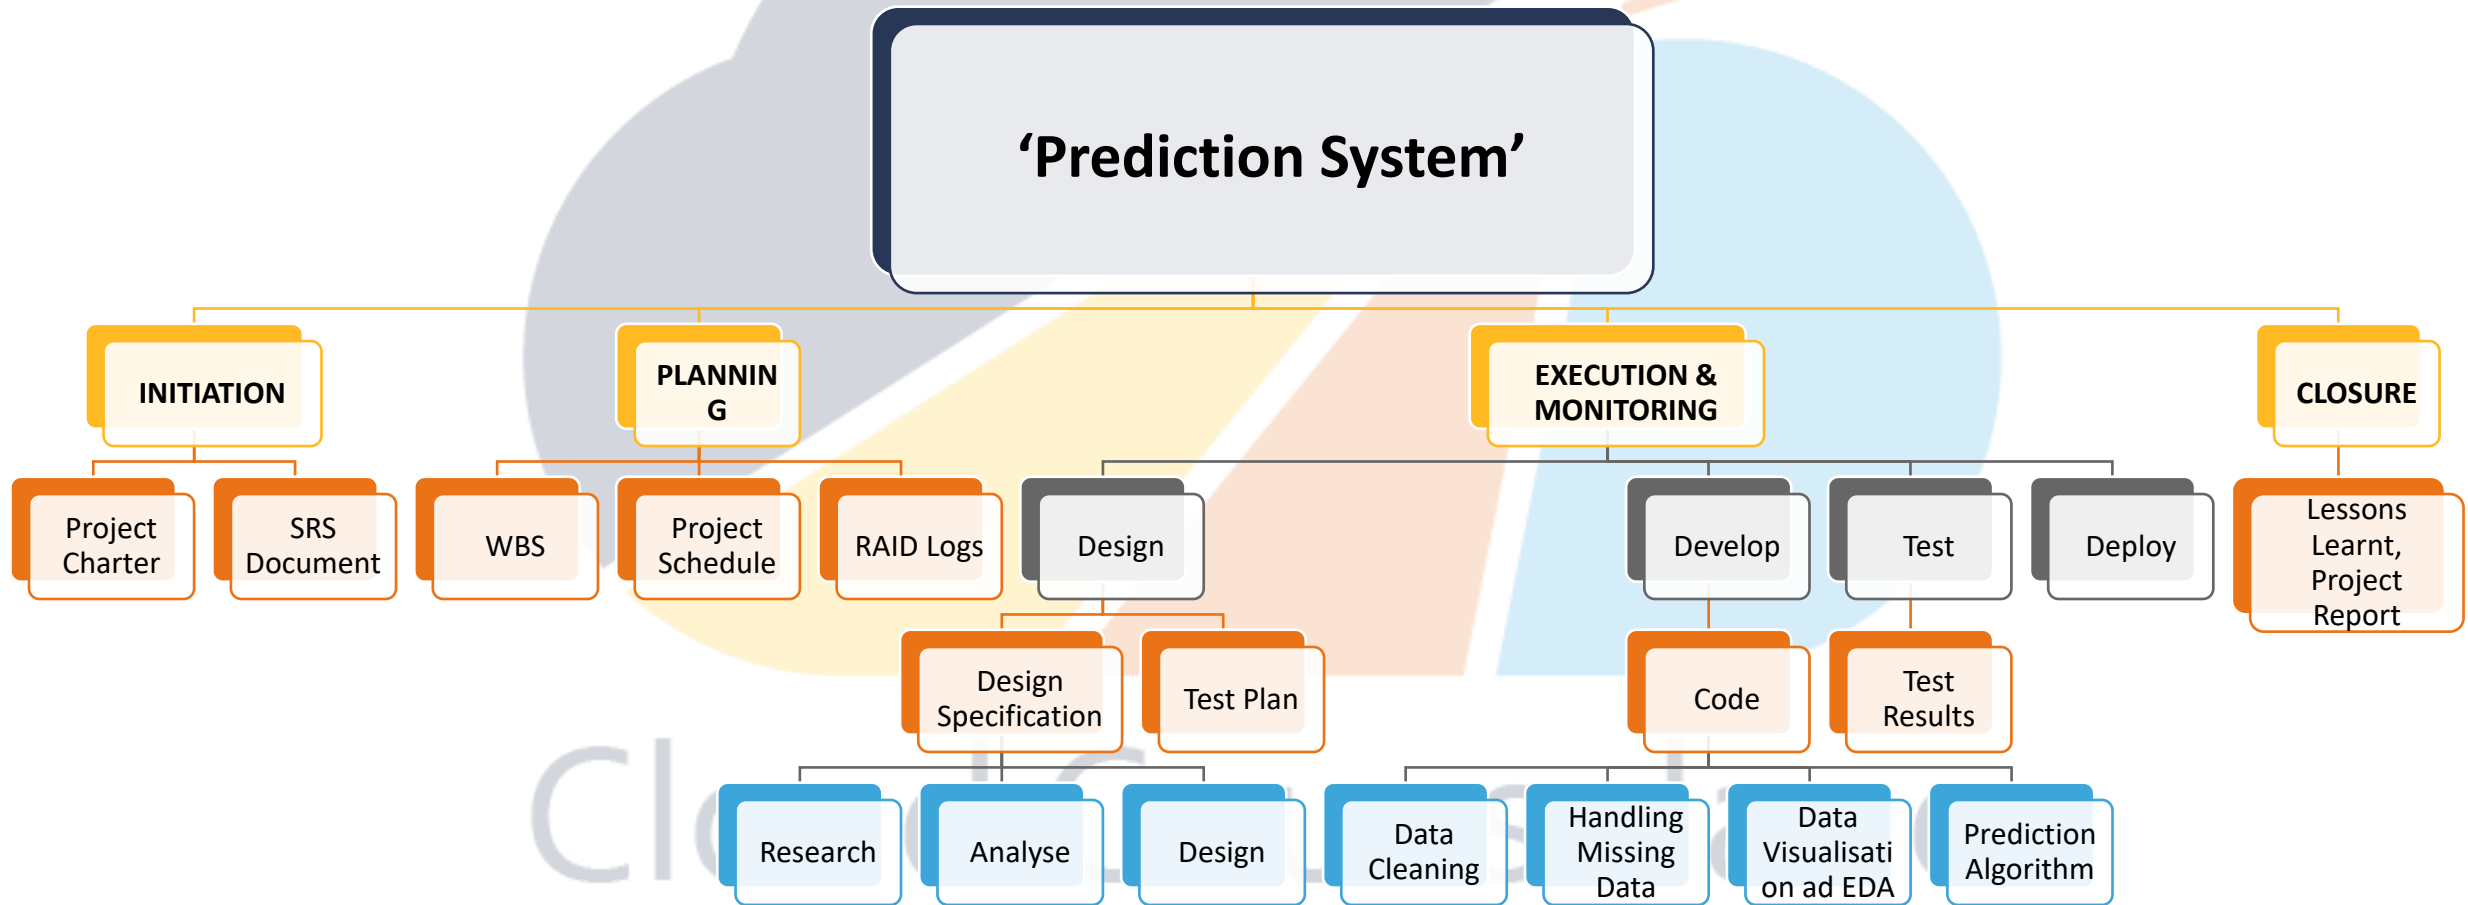 ‘Prediction System’
INITIATION
PLANNIN
G
EXECUTION &
MONITORING
CLOSURE
Project
Charter
SRS
Document
WBS
Project
Schedule
RAID Logs
Design
Develop
Test
Deploy
Lessons
Learnt,
Project
Report
Design
Specification
Test Plan
Code
Test
Results
Research
Analyse
Design
Data
Cleaning
Handling
Missing
Data
Data
Visualisati
on ad EDA
Prediction
Algorithm